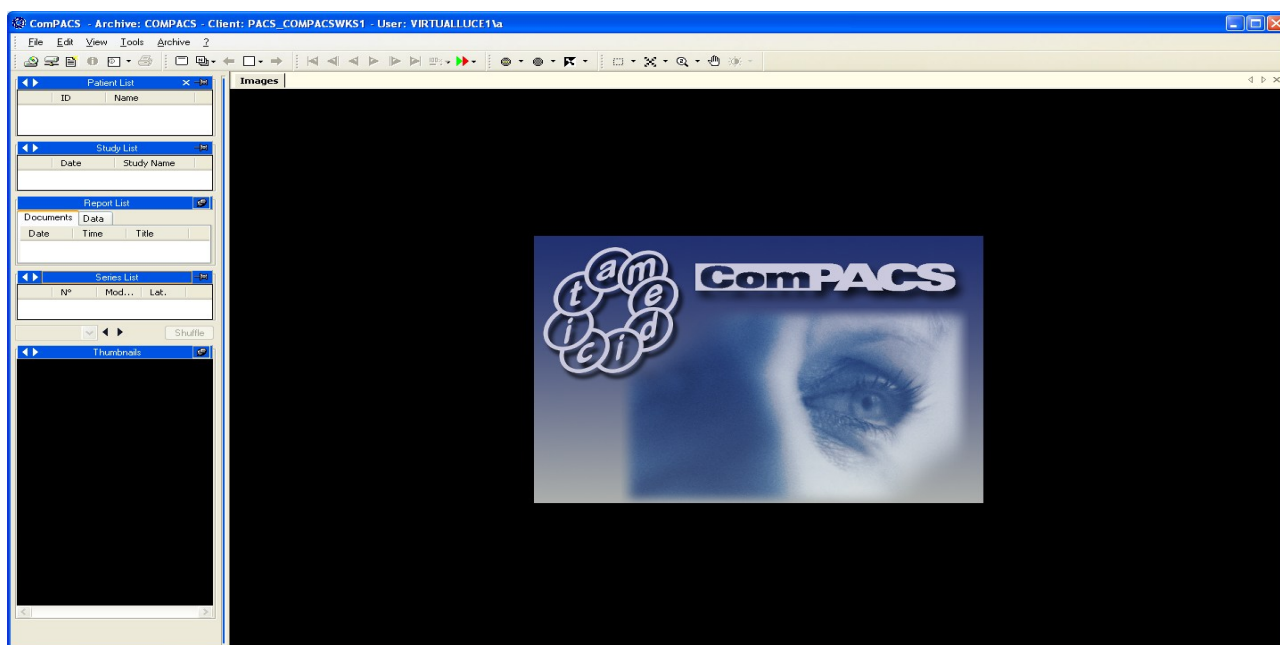 ComPACS - Archive: COMPACS - Client: PACS_COMPACSWKS1 - User: VIRTUALLUCE1\a
File Edit View Tools Archive ?
Patient List
ID Name
Study List
Date Study Name
Report List
Documents Data
Date Time Title
Series List
N° Mod... Lat.
Shuffle
Thumbnails
Images
medicitam
ComPACS